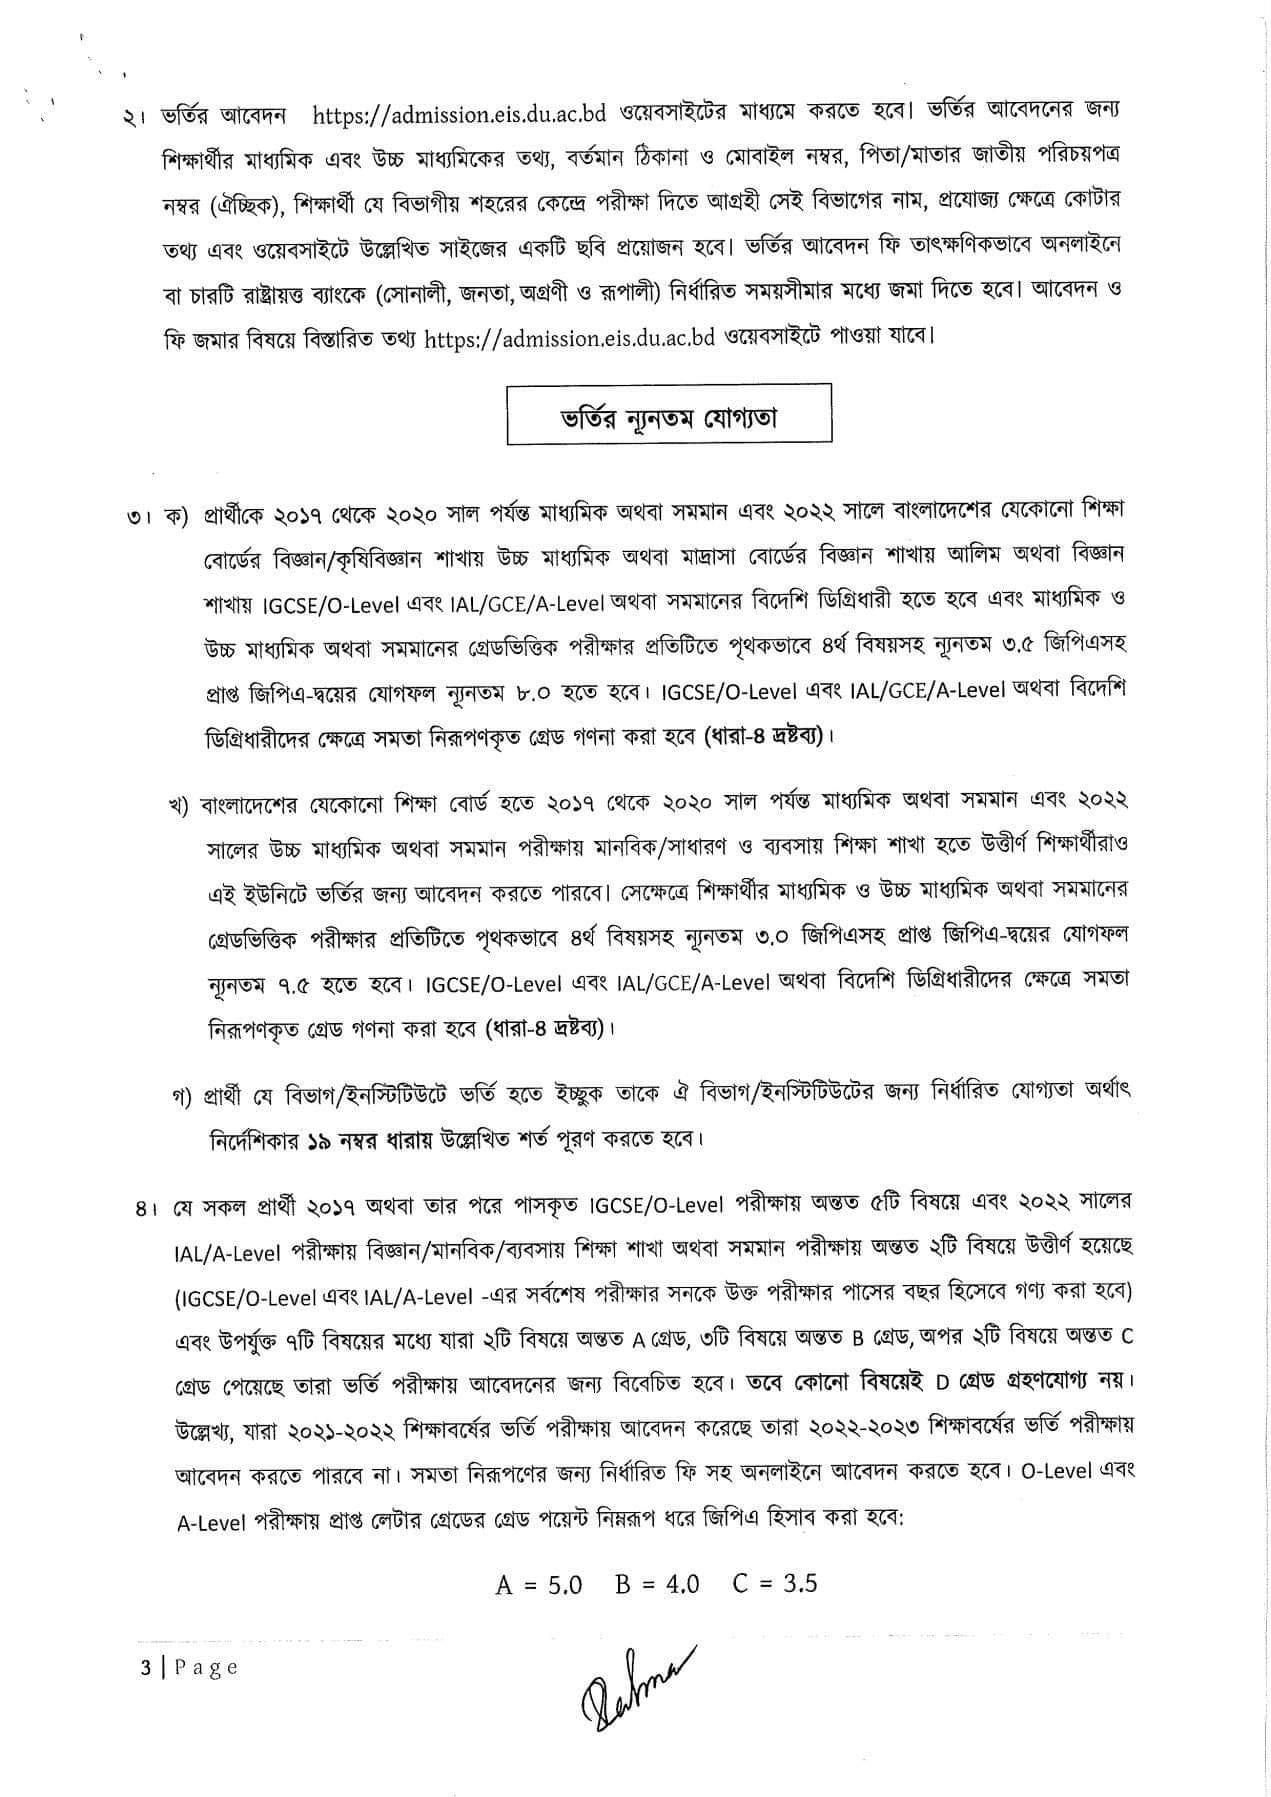 ২। ভর্তির আবেদন https://admission.eis.du.ac.bd ওয়েবসাইটের মাধ্যমে করতে হবে। ভর্তির আবেদনের জন্য
শিক্ষার্থীর মাধ্যমিক এবং উচ্চ মাধ্যমিকের তথ্য, বর্তমান ঠিকানা ও মোবাইল নম্বর, পিতা/মাতার জাতীয় পরিচয়পত্র
নম্বর (ঐচ্ছিক), শিক্ষার্থী যে বিভাগীয় শহরের কেন্দ্রে পরীক্ষা দিতে আগ্রহী সেই বিভাগের নাম, প্রযোজ্য ক্ষেত্রে কোটার
তথ্য এবং ওয়েবসাইটে উল্লেখিত সাইজের একটি ছবি প্রয়োজন হবে। ভর্তির আবেদন ফি তাৎক্ষণিকভাবে অনলাইনে
বা চারটি রাষ্ট্রায়ত্ত ব্যাংকে (সোনালী, জনতা, অগ্রণী ও রূপালী) নির্ধারিত সময়সীমার মধ্যে জমা দিতে হবে। আবেদন ও
ফি জমার বিষয়ে বিস্তারিত তথ্য https://admission.eis.du.ac.bd ওয়েবসাইটে পাওয়া যাবে।
ভর্তির ন্যূনতম যোগ্যতা
৩। ক) প্রার্থীকে ২০১৭ থেকে ২০২০ সাল পর্যন্ত মাধ্যমিক অথবা সমমান এবং ২০২২ সালে বাংলাদেশের যেকোনো শিক্ষা
বোর্ডের বিজ্ঞান/কৃষিবিজ্ঞান শাখায় উচ্চ মাধ্যমিক অথবা মাদ্রাসা বোর্ডের বিজ্ঞান শাখায় আলিম অথবা বিজ্ঞান
শাখায় IGCSE/O-Level এবং IAL/GCE/A-Level অথবা সমমানের বিদেশি ডিগ্রিধারী হতে হবে এবং মাধ্যমিক ও
উচ্চ মাধ্যমিক অথবা সমমানের গ্রেডভিত্তিক পরীক্ষার প্রতিটিতে পৃথকভাবে ৪র্থ বিষয়সহ ন্যূনতম ৩.৫ জিপিএসহ
প্রাপ্ত জিপিএ-দ্বয়ের যোগফল ন্যূনতম ৮.০ হতে হবে। IGCSE/O-Level এবং IAL/GCE/A-Level অথবা বিদেশি
ডিগ্রিধারীদের ক্ষেত্রে সমতা নিরূপণকৃত গ্রেড গণনা করা হবে (ধারা-৪ দ্রষ্টব্য)।
খ) বাংলাদেশের যেকোনো শিক্ষা বোর্ড হতে ২০১৭ থেকে ২০২০ সাল পর্যন্ত মাধ্যমিক অথবা সমমান এবং ২০২২
সালের উচ্চ মাধ্যমিক অথবা সমমান পরীক্ষায় মানবিক/সাধারণ ও ব্যবসায় শিক্ষা শাখা হতে উত্তীর্ণ শিক্ষার্থীরাও
এই ইউনিটে ভর্তির জন্য আবেদন করতে পারবে। সেক্ষেত্রে শিক্ষার্থীর মাধ্যমিক ও উচ্চ মাধ্যমিক অথবা সমমানের
গ্রেডভিত্তিক পরীক্ষার প্রতিটিতে পৃথকভাবে ৪র্থ বিষয়সহ ন্যূনতম ৩.০ জিপিএসহ প্রাপ্ত জিপিএ-দ্বয়ের যোগফল
ন্যূনতম ৭.৫ হতে হবে। IGCSE/O-Level এবং IAL/GCE/A-Level অথবা বিদেশি ডিগ্রিধারীদের ক্ষেত্রে সমতা
নিরূপণকৃত গ্রেড গণনা করা হবে (ধারা-৪ দ্রষ্টব্য)।
গ) প্রার্থী যে বিভাগ/ইনস্টিটিউটে ভর্তি হতে ইচ্ছুক তাকে ঐ বিভাগ/ইনস্টিটিউটের জন্য নির্ধারিত যোগ্যতা অর্থাৎ
নির্দেশিকার ১৯ নম্বর ধারায় উল্লেখিত শর্ত পূরণ করতে হবে।
৪। যে সকল প্রার্থী ২০১৭ অথবা তার পরে পাসকৃত IGCSE/O-Level পরীক্ষায় অন্তত ৫টি বিষয়ে এবং ২০২২ সালের
IAL/A-Level পরীক্ষায় বিজ্ঞান/মানবিক/ব্যবসায় শিক্ষা শাখা অথবা সমমান পরীক্ষায় অন্তত ২টি বিষয়ে উত্তীর্ণ হয়েছে
(IGCSE/O-Level এবং IAL/A-Level -এর সর্বশেষ পরীক্ষার সনকে উক্ত পরীক্ষার পাসের বছর হিসেবে গণ্য করা হবে)
এবং উপর্যুক্ত ৭টি বিষয়ের মধ্যে যারা ২টি বিষয়ে অন্তত A গ্রেড, ৩টি বিষয়ে অন্তত B গ্রেড, অপর ২টি বিষয়ে অন্তত C
গ্রেড পেয়েছে তারা ভর্তি পরীক্ষায় আবেদনের জন্য বিবেচিত হবে। তবে কোনো বিষয়েই D গ্রেড গ্রহণযোগ্য নয়।
উল্লেখ্য, যারা ২০২১-২০২২ শিক্ষাবর্ষের ভর্তি পরীক্ষায় আবেদন করেছে তারা ২০২২-২০২৩ শিক্ষাবর্ষের ভর্তি পরীক্ষায়
আবেদন করতে পারবে না। সমতা নিরূপণের জন্য নির্ধারিত ফি সহ অনলাইনে আবেদন করতে হবে। O-Level এবং
A-Level পরীক্ষায় প্রাপ্ত লেটার গ্রেডের গ্রেড পয়েন্ট নিম্নরূপ ধরে জিপিএ হিসাব করা হবে:
A = 5.0 B = 4.0 C = 3.5
3 | Page